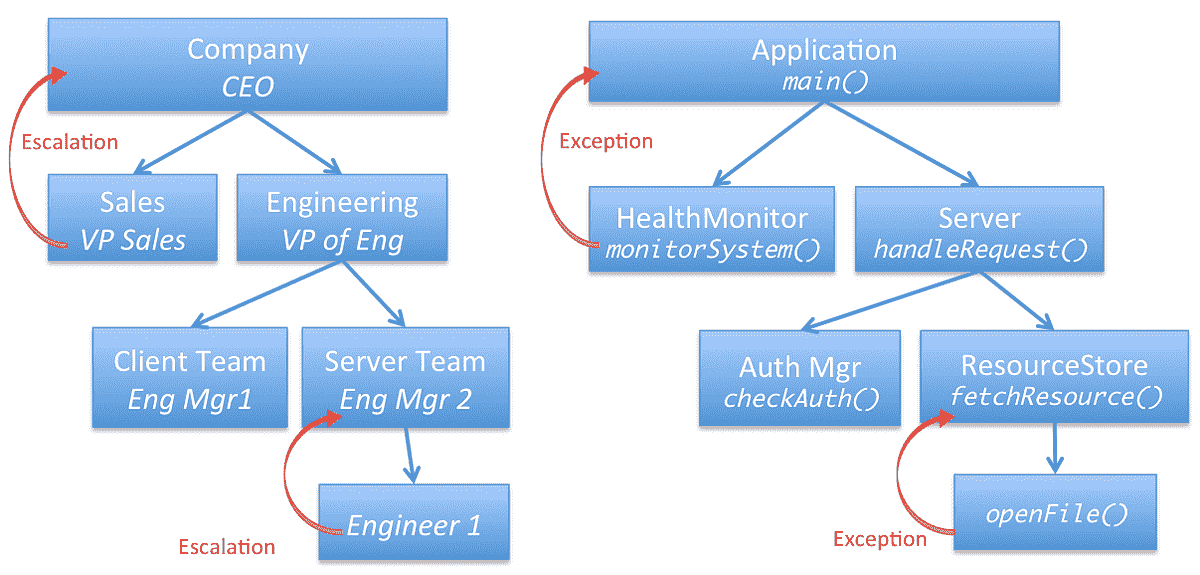 Company
CEO
Escalation
Sales
VP Sales
Engineering
VP of Eng
Client Team
Eng Mgr1
Server Team
Eng Mgr 2
Engineer 1
Escalation
Application
main()
Exception
HealthMonitor
monitorSystem()
Server
handleRequest()
Auth Mgr
checkAuth()
ResourceStore
fetchResource()
openFile()
Exception